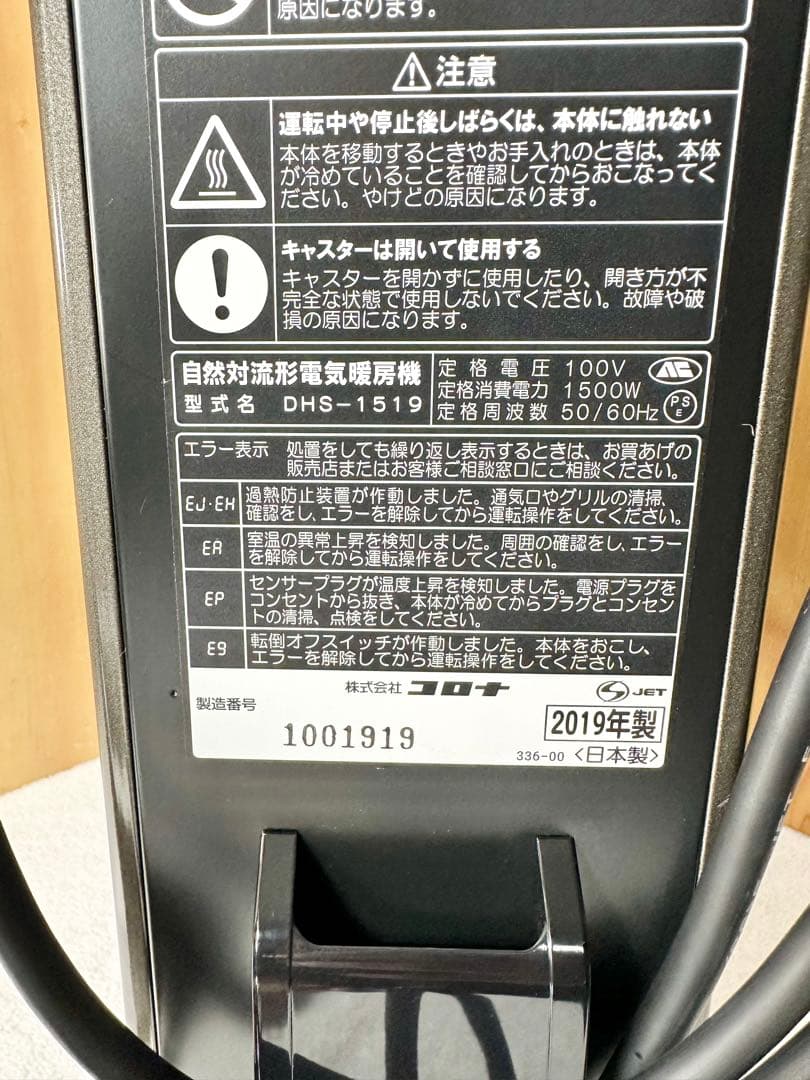 原因になります。
注意
運転中や停止後しばらくは、本体に触れない
本体を移動するときやお手入れのときは、本体
が冷めていることを確認してからおこなってく
ださい。やけどの原因になります。
キャスターは開いて使用する
キャスターを開かずに使用したり、開き方が不
完全な状態で使用しないでください。故障や破
損の原因になります。
自然対流形電気暖房機
型式名 DHS-1519
定格電圧 100V
定格消費電力 1500W
定格周波数 50/60Hz
PS
E
エラー表示 処置をしても繰り返し表示するときは、お買あげの
販売店またはお客様ご相談窓口にご相談ください。
EJ・EH 過熱防止装置が作動しました。通気口やグリルの清掃、
確認をし、エラーを解除してから運転操作をしてください。
EA 室温の異常上昇を検知しました。周囲の確認をし、エラー
を解除してから運転操作をしてください。
EP センサープラグが温度上昇を検知しました。電源プラグを
コンセントから抜き、本体が冷めてからプラグとコンセン
トの清掃、点検をしてください。
E9 転倒オフスイッチが作動しました。本体をおこし、
エラーを解除してから運転操作をしてください。
株式会社 コロナ
JET
製造番号
1001919
2019年製
336-00 <日本製>